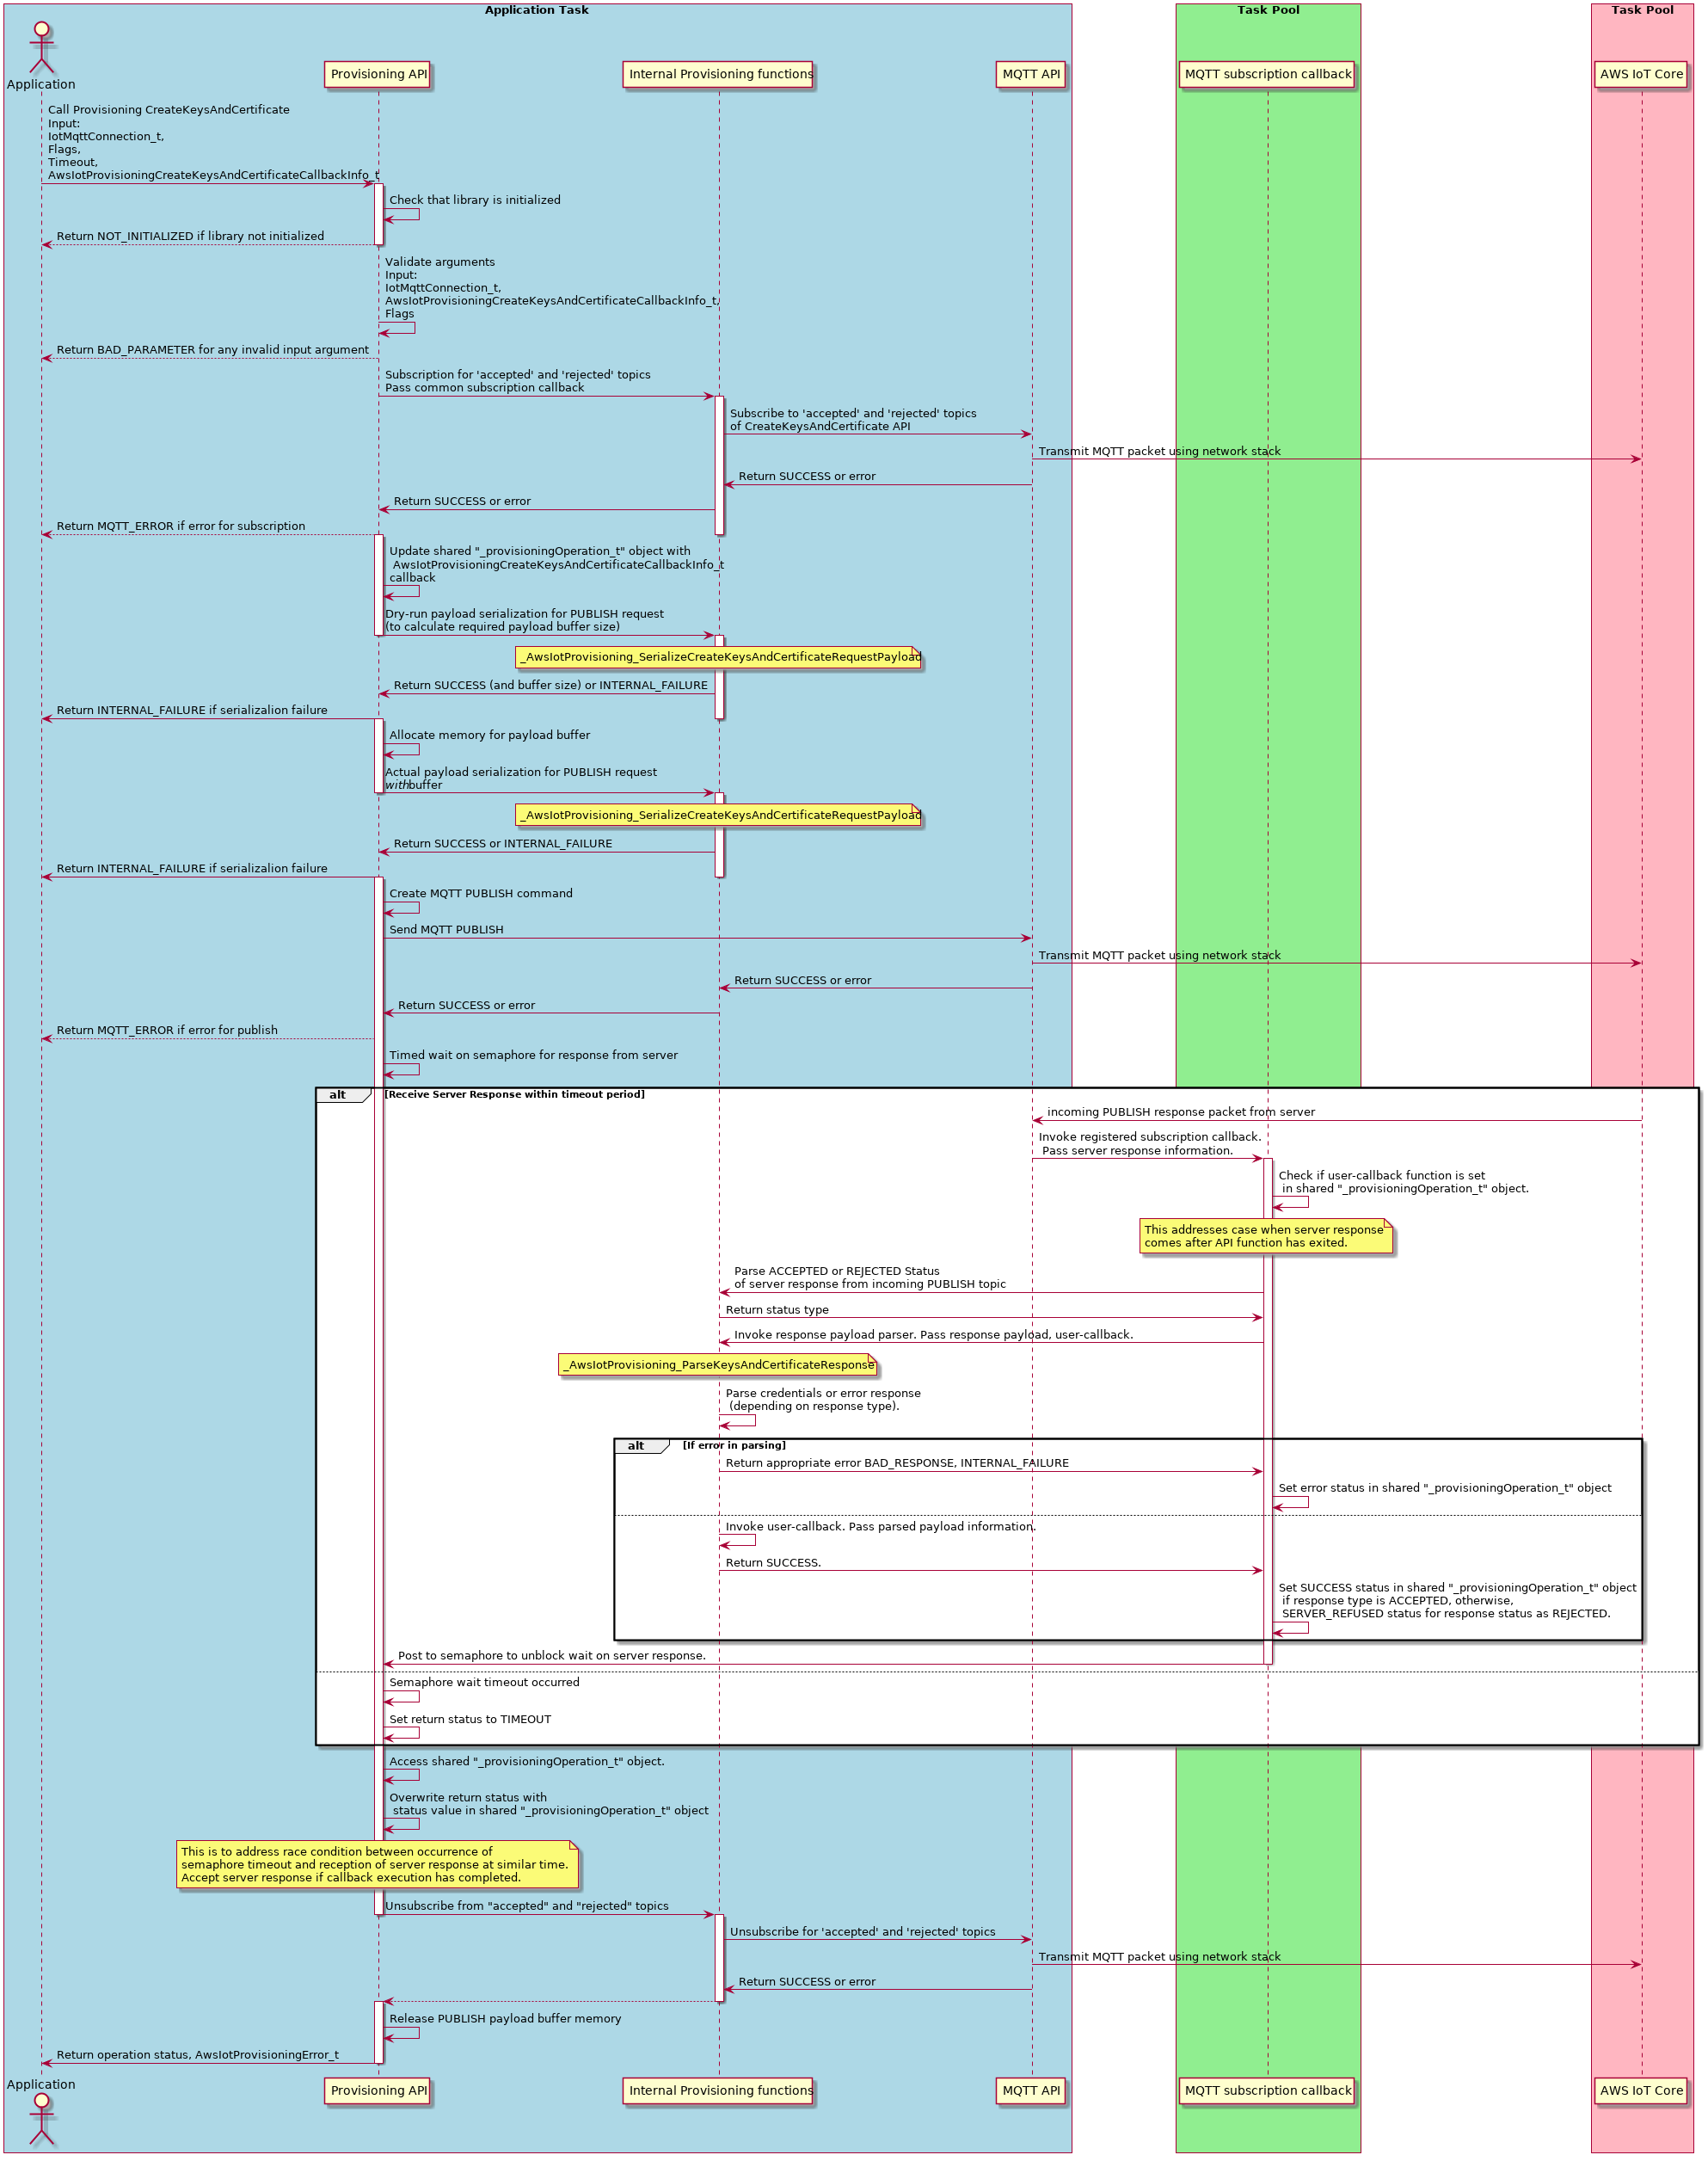 Application Task
Task Pool
Task Pool
Application
Provisioning API
Internal Provisioning functions
MQTT API
MQTT subscription callback
AWS IoT Core
Call Provisioning CreateKeysAndCertificate
Input:
IotMqttConnection_t,
Flags,
Timeout,
AwsIotProvisioningCreateKeysAndCertificateCallbackInfo_t
Check that library is initialized
Return NOT_INITIALIZED if library not initialized
Validate arguments
Input:
IotMqttConnection_t,
AwsIotProvisioningCreateKeysAndCertificateCallbackInfo_t,
Flags
Return BAD_PARAMETER for any invalid input argument
Subscription for 'accepted' and 'rejected' topics
Pass common subscription callback
Subscribe to 'accepted' and 'rejected' topics
of CreateKeysAndCertificate API
Transmit MQTT packet using network stack
Return SUCCESS or error
Return SUCCESS or error
Return MQTT_ERROR if error for subscription
Update shared "_provisioningOperation_t" object with
AwsIotProvisioningCreateKeysAndCertificateCallbackInfo_t
callback
Dry-run payload serialization for PUBLISH request
(to calculate required payload buffer size)
_AwsIotProvisioning_SerializeCreateKeysAndCertificateRequestPayload
Return SUCCESS (and buffer size) or INTERNAL_FAILURE
Return INTERNAL_FAILURE if serializalion failure
Allocate memory for payload buffer
Actual payload serialization for PUBLISH request
withbuffer
_AwsIotProvisioning_SerializeCreateKeysAndCertificateRequestPayload
Return SUCCESS or INTERNAL_FAILURE
Return INTERNAL_FAILURE if serializalion failure
Create MQTT PUBLISH command
Send MQTT PUBLISH
Transmit MQTT packet using network stack
Return SUCCESS or error
Return SUCCESS or error
Return MQTT_ERROR if error for publish
Timed wait on semaphore for response from server
alt [Receive Server Response within timeout period]
incoming PUBLISH response packet from server
Invoke registered subscription callback.
Pass server response information.
Check if user-callback function is set
in shared "_provisioningOperation_t" object.
This addresses case when server response
comes after API function has exited.
Parse ACCEPTED or REJECTED Status
of server response from incoming PUBLISH topic
Return status type
Invoke response payload parser. Pass response payload, user-callback.
_AwsIotProvisioning_ParseKeysAndCertificateResponse
Parse credentials or error response
(depending on response type).
alt [If error in parsing]
Return appropriate error BAD_RESPONSE, INTERNAL_FAILURE
Set error status in shared "_provisioningOperation_t" object
Invoke user-callback. Pass parsed payload information.
Return SUCCESS.
Set SUCCESS status in shared "_provisioningOperation_t" object
if response type is ACCEPTED, otherwise,
SERVER_REFUSED status for response status as REJECTED.
Post to semaphore to unblock wait on server response.
Semaphore wait timeout occurred
Set return status to TIMEOUT
Access shared "_provisioningOperation_t" object.
Overwrite return status with
status value in shared "_provisioningOperation_t" object
This is to address race condition between occurrence of
semaphore timeout and reception of server response at similar time.
Accept server response if callback execution has completed.
Unsubscribe from "accepted" and "rejected" topics
Unsubscribe for 'accepted' and 'rejected' topics
Transmit MQTT packet using network stack
Return SUCCESS or error
Release PUBLISH payload buffer memory
Return operation status, AwsIotProvisioningError_t
Application
Provisioning API
Internal Provisioning functions
MQTT API
MQTT subscription callback
AWS IoT Core